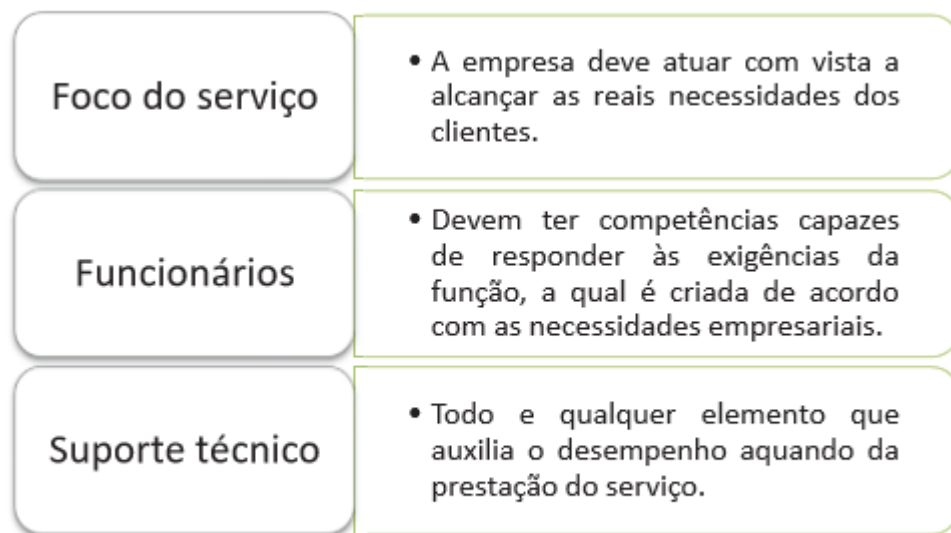 Foco do serviço
• A empresa deve atuar com vista a
alcançar as reais necessidades dos
clientes.
Funcionários
• Devem ter competências capazes
de responder às exigências da
função, a qual é criada de acordo
com as necessidades empresariais.
Suporte técnico
• Todo e qualquer elemento que
auxilia o desempenho aquando da
prestação do serviço.